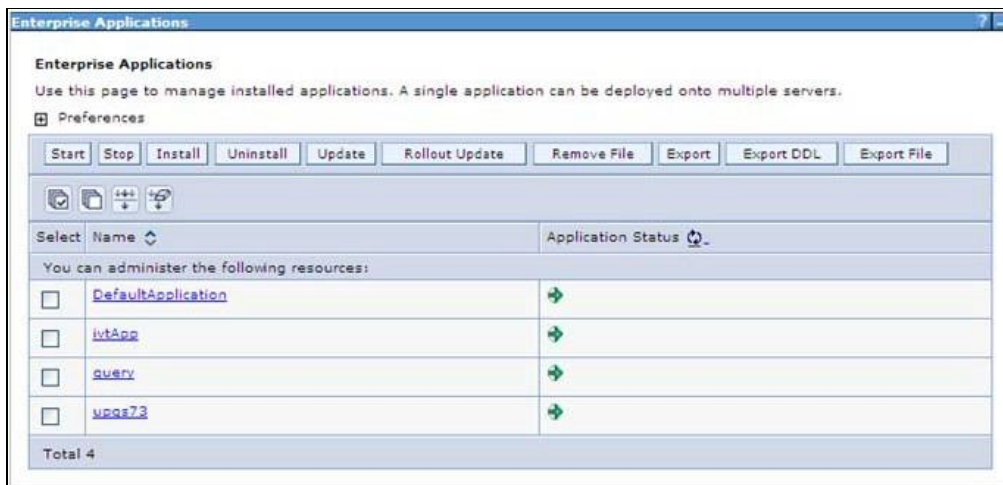 Enterprise Applications
Enterprise Applications
Use this page to manage installed applications. A single application can be deployed onto multiple servers.
Preferences
Start Stop Install Uninstall Update Rollout Update Remove File Export Export DDL Export File
Select Name Application Status
You can administer the following resources:
DefaultApplication
ivtApp
query
upgs73
Total 4